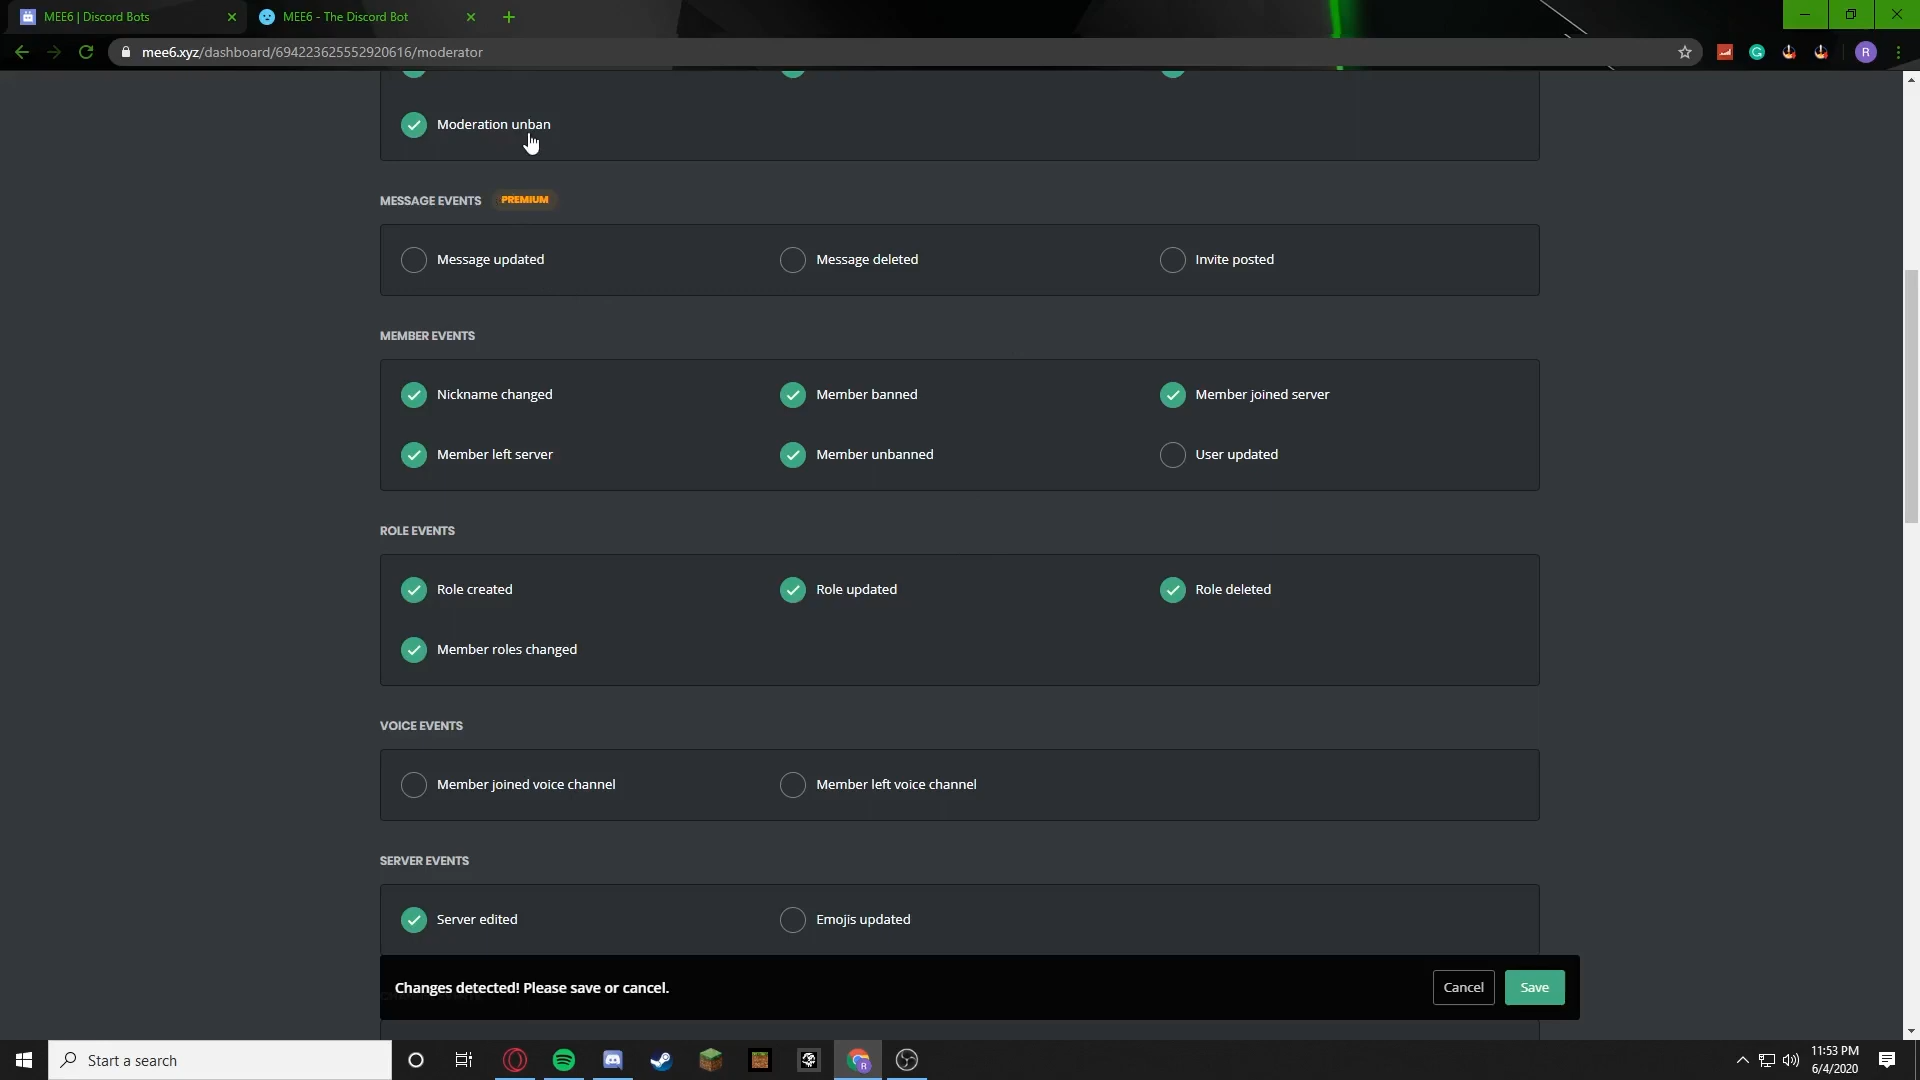 MEE6 | Discord Bots
MEE6 - The Discord Bot
mee6.xyz/dashboard/694223625552920616/moderator
R
Moderation unban
MESSAGE EVENTS PREMIUM
Message updated Message deleted Invite posted
MEMBER EVENTS
Nickname changed Member banned Member joined server
Member left server Member unbanned User updated
ROLE EVENTS
Role created Role updated Role deleted
Member roles changed
VOICE EVENTS
Member joined voice channel Member left voice channel
SERVER EVENTS
Server edited Emojis updated
Changes detected! Please save or cancel. Cancel Save
Start a search
R
11:53 PM
6/4/2020